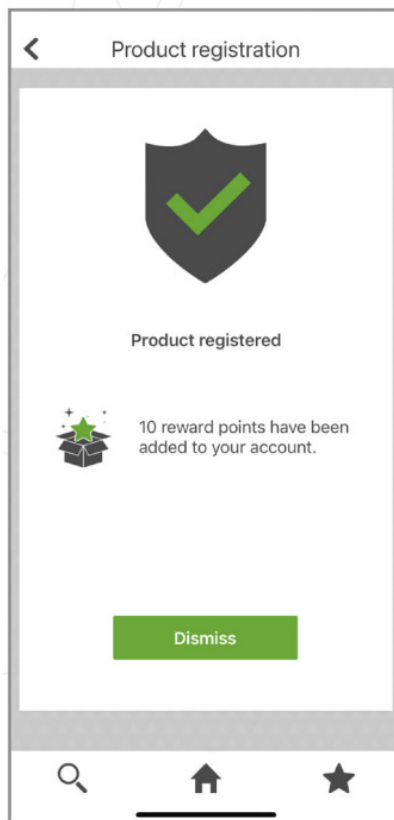 Product registration
Product registered
10 reward points have been
added to your account.
Dismiss